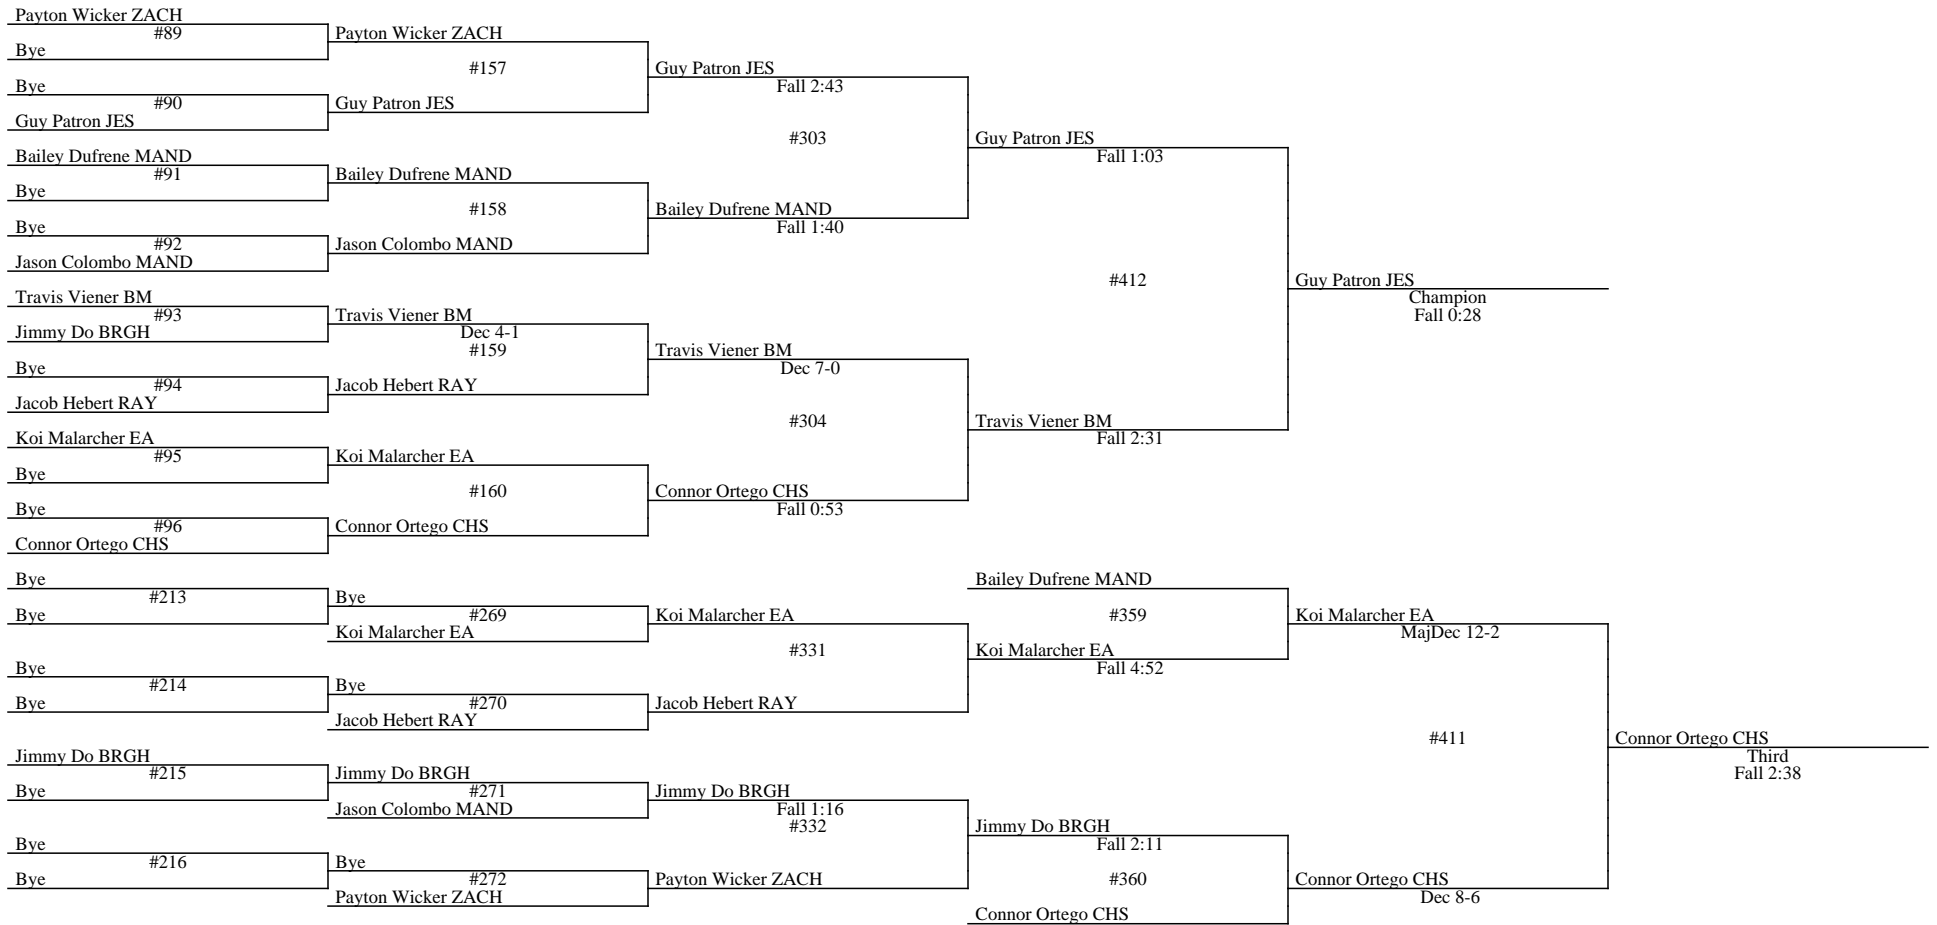 Payton Wicker ZACH
#89
Bye
Bye
#90
Guy Patron JES
Bailey Dufrene MAND
#91
Bye
Bye
#92
Jason Colombo MAND
Travis Viener BM
#93
Jimmy Do BRGH
Bye
#94
Jacob Hebert RAY
Koi Malarcher EA
#95
Bye
Bye
#96
Connor Ortego CHS
Payton Wicker ZACH
#157
Guy Patron JES
Bailey Dufrene MAND
#158
Jason Colombo MAND
Travis Viener BM
Dec 4-1
#159
Jacob Hebert RAY
Koi Malarcher EA
#160
Connor Ortego CHS
Guy Patron JES
Fall 2:43
#303
Bailey Dufrene MAND
Fall 1:40
Travis Viener BM
Dec 7-0
#304
Connor Ortego CHS
Fall 0:53
Guy Patron JES
Fall 1:03
#412
Travis Viener BM
Fall 2:31
Guy Patron JES
Champion
Fall 0:28
Bye
#213
Bye
Bye
#214
Bye
Jimmy Do BRGH
#215
Bye
Bye
#216
Bye
Bye
#269
Koi Malarcher EA
Bye
#270
Jacob Hebert RAY
Jimmy Do BRGH
#271
Jason Colombo MAND
Bye
#272
Payton Wicker ZACH
Koi Malarcher EA
#331
Jacob Hebert RAY
Jimmy Do BRGH
Fall 1:16
#332
Payton Wicker ZACH
Bailey Dufrene MAND
#359
Koi Malarcher EA
Fall 4:52
Jimmy Do BRGH
Fall 2:11
#360
Connor Ortego CHS
Koi Malarcher EA
MajDec 12-2
#411
Connor Ortego CHS
Dec 8-6
Connor Ortego CHS
Third
Fall 2:38